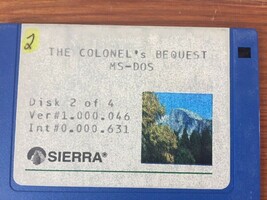 2
THE COLONEL's BEQUEST
MS-DOS
Disk 2 of 4
Ver#1.000.046
Int#0.000.631
SIERRA®